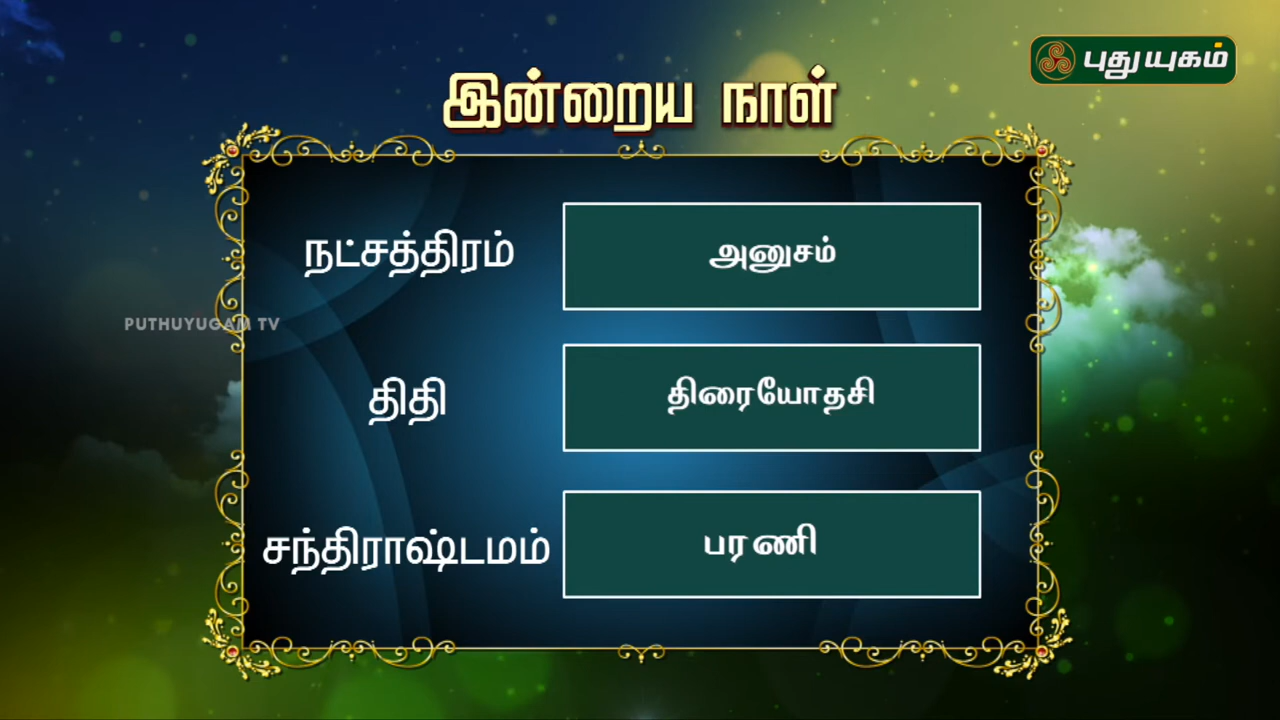 புதுயுகம்
இன்றைய நாள்
நட்சத்திரம் அனுசம்
PUTHUYUGAM TV
திதி திரையோதசி
சந்திராஷ்டமம் பரணி